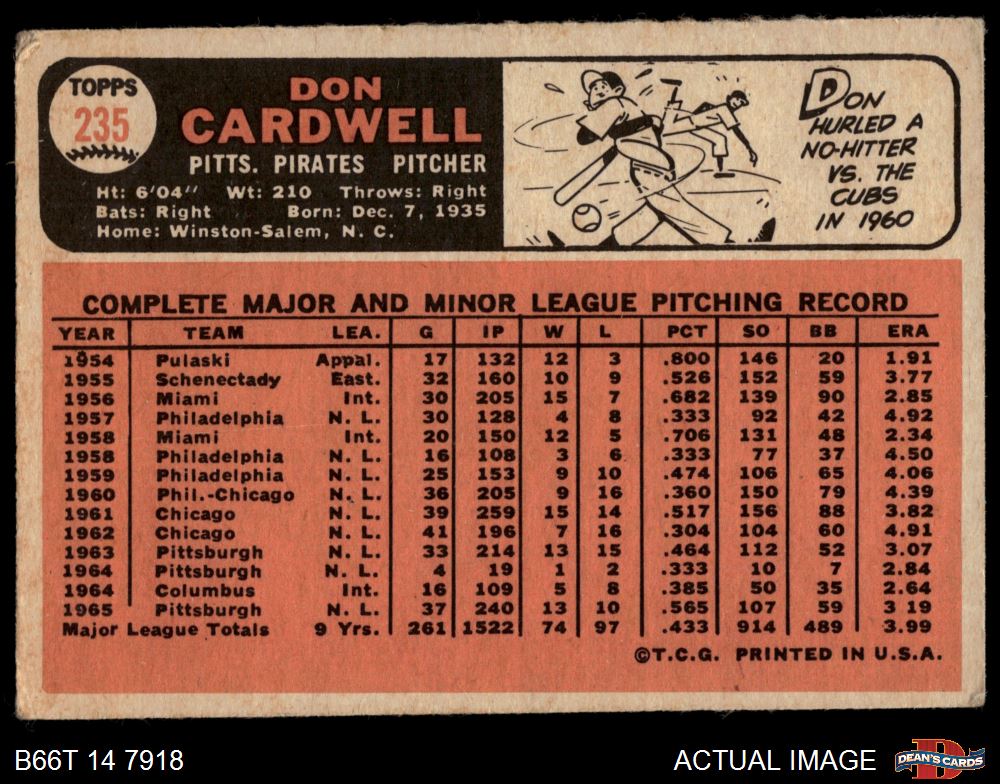 TOPPS
235
DON
CARDWELL
PITTS. PIRATES PITCHER
Ht: 6'04" Wt: 210 Throws: Right
Bats: Right Born: Dec. 7, 1935
Home: Winston-Salem, N. C.
DON
HURLED A
NO-HITTER
VS. THE
CUBS
IN 1960
COMPLETE MAJOR AND MINOR LEAGUE PITCHING RECORD
YEAR TEAM LEA. G IP W L PCT SO BB ERA
1954 Pulaski Appal. 17 132 12 3 .800 146 20 1.91
1955 Schenectady East. 32 160 10 9 .526 152 59 3.77
1956 Miami Int. 30 205 15 7 .682 139 90 2.85
1957 Philadelphia N. L. 30 128 4 8 .333 92 42 4.92
1958 Miami Int. 20 150 12 5 .706 131 48 2.34
1958 Philadelphia N. L. 16 108 3 6 .333 77 37 4.50
1959 Philadelphia N. L. 25 153 9 10 .474 106 65 4.06
1960 Phil.-Chicago N. L. 36 205 9 16 .360 150 79 4.39
1961 Chicago N. L. 39 259 15 14 .517 156 88 3.82
1962 Chicago N. L. 41 196 7 16 .304 104 60 4.91
1963 Pittsburgh N. L. 33 214 13 15 .464 112 52 3.07
1964 Pittsburgh N. L. 4 19 1 2 .333 10 7 2.84
1964 Columbus Int. 16 109 5 8 .385 50 35 2.64
1965 Pittsburgh N. L. 37 240 13 10 .565 107 59 3 19
Major League Totals 9 Yrs. 261 1522 74 97 .433 914 489 3.99
©T.C.G. PRINTED IN U.S.A.
B66T 14 7918
ACTUAL IMAGE
DEAN'S CARDS